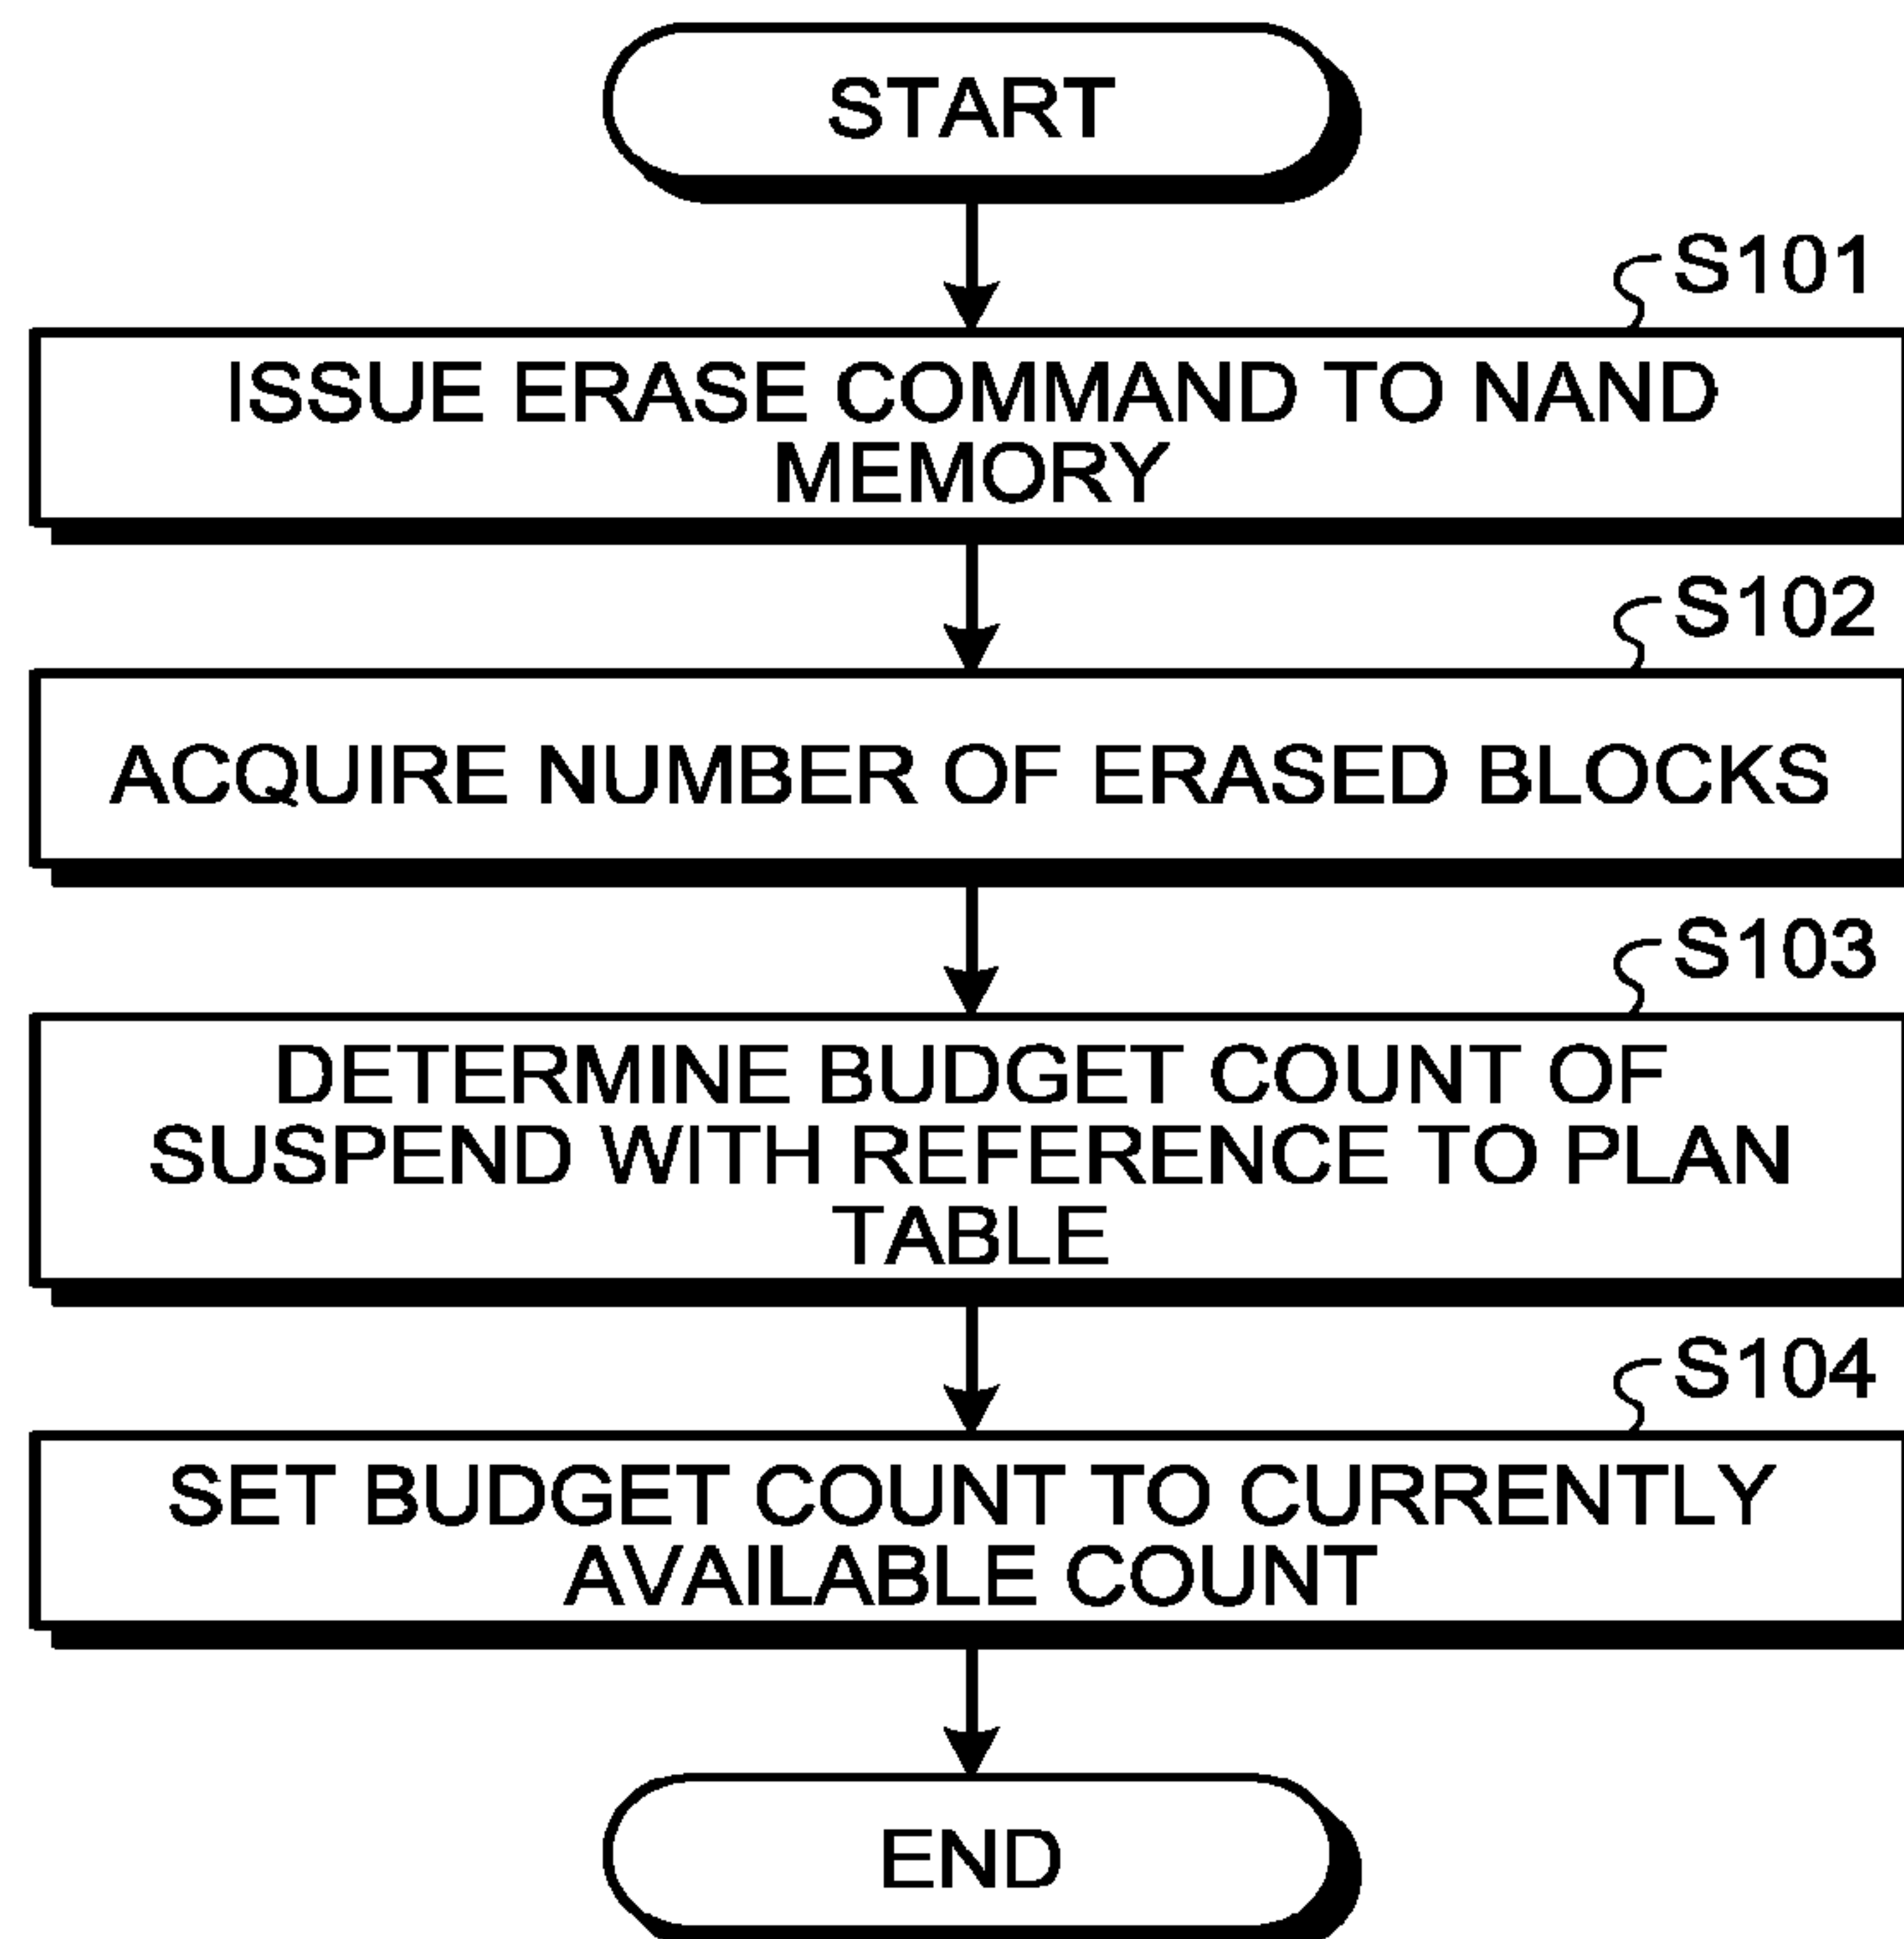 START
S101
ISSUE ERASE COMMAND TO NAND
MEMORY
S102
ACQUIRE NUMBER OF ERASED BLOCKS
S103
DETERMINE BUDGET COUNT OF
SUSPEND WITH REFERENCE TO PLAN
TABLE
S104
SET BUDGET COUNT TO CURRENTLY
AVAILABLE COUNT
END